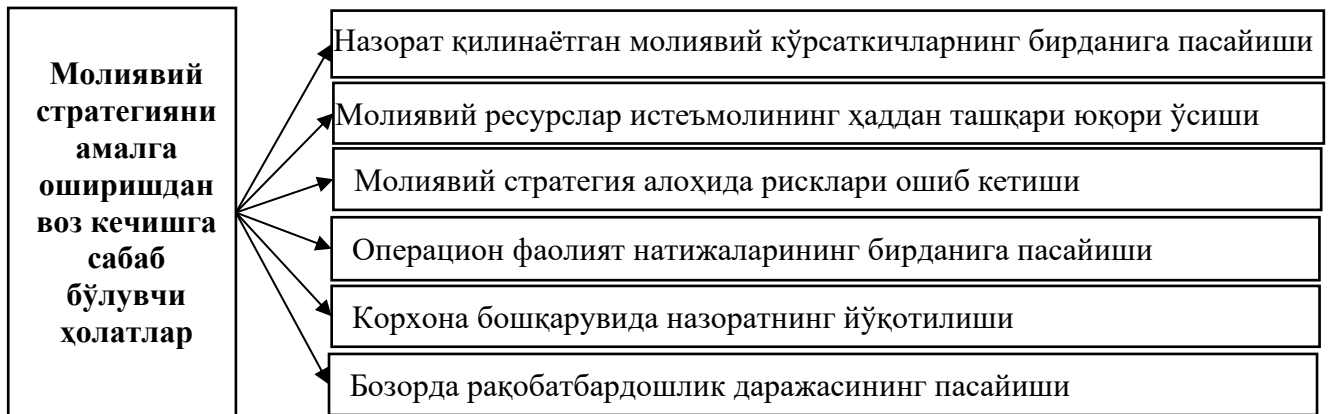 Молиявий
стратегияни
амалга
оширишдан
воз кечишга
сабаб
бўлувчи
ҳолатлар
Назорат қилинаётган молиявий кўрсаткичларнинг бирданига пасайиши
Молиявий ресурслар истеъмолининг ҳаддан ташқари юқори ўсиши
Молиявий стратегия алоҳида рисклари ошиб кетиши
Операцион фаолият натижаларининг бирданига пасайиши
Корхона бошқарувида назоратнинг йўқотилиши
Бозорда рақобатбардошлик даражасининг пасайиши